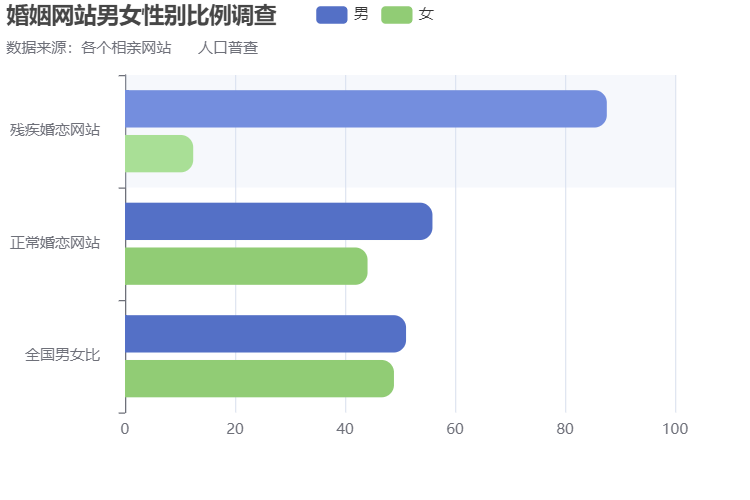 婚姻网站男女性别比例调查
男 女
数据来源：各个相亲网站 人口普查
残疾婚恋网站
正常婚恋网站
全国男女比
0 20 40 60 80 100